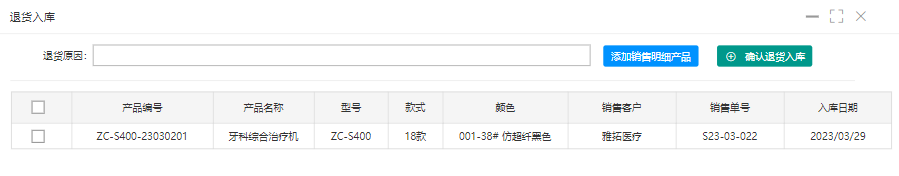 退货入库
退货原因： 添加销售明细产品 确认退货入库
产品编号 产品名称 型号 款式 颜色 销售客户 销售单号 入库日期
ZC-S400-23030201 牙科综合治疗机 ZC-S400 18款 001-38# 仿超纤黑色 雅拓医疗 S23-03-022 2023/03/29